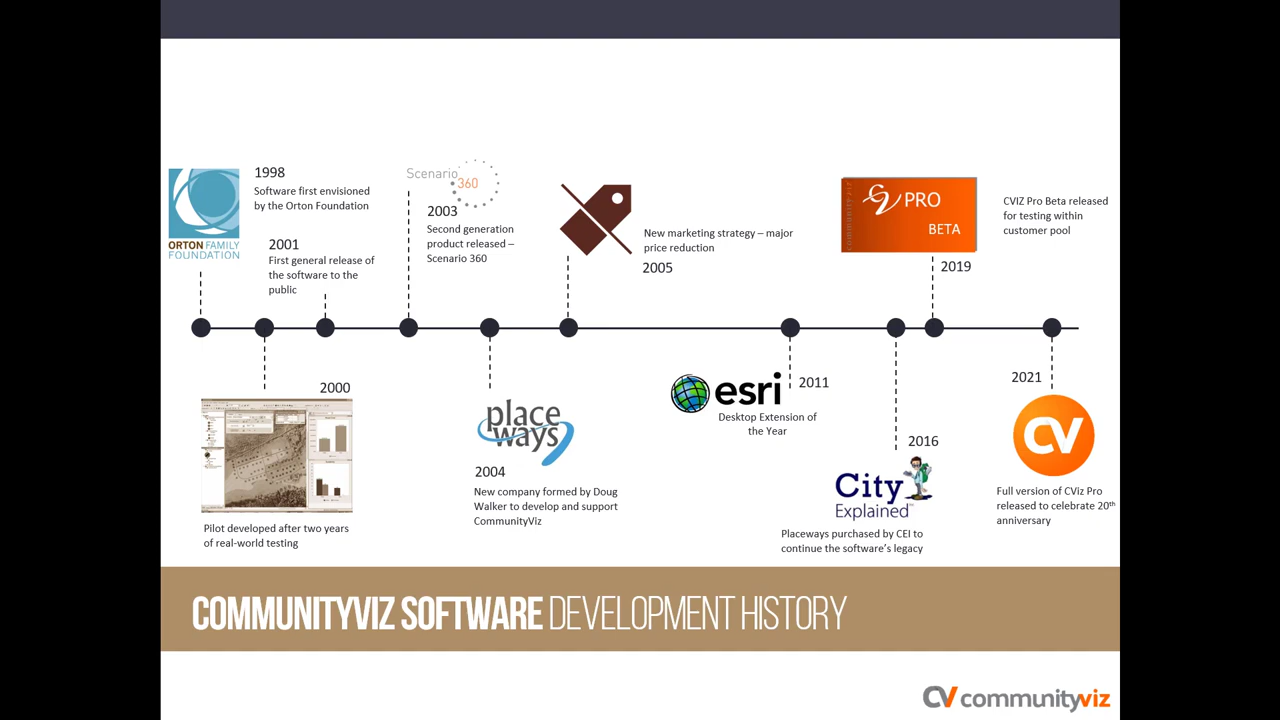 1998
Software first envisioned
by the Orton Foundation
ORTON FAMILY
FOUNDATION
2001
First general release of
the software to the
public
Scenario
360
2003
Second generation
product released –
Scenario 360
New marketing strategy – major
price reduction
2005
community viz
CV PRO
BETA
2019
CVIZ Pro Beta released
for testing within
customer pool
2000
Pilot developed after two years
of real-world testing
place
ways
2004
New company formed by Doug
Walker to develop and support
CommunityViz
esri
2011
Desktop Extension of
the Year
2016
City
Explained™
Placeways purchased by CEI to
continue the software's legacy
2021
CV
Full version of CViz Pro
released to celebrate 20th
anniversary
COMMUNITYVIZ SOFTWARE DEVELOPMENT HISTORY
CV communityviz